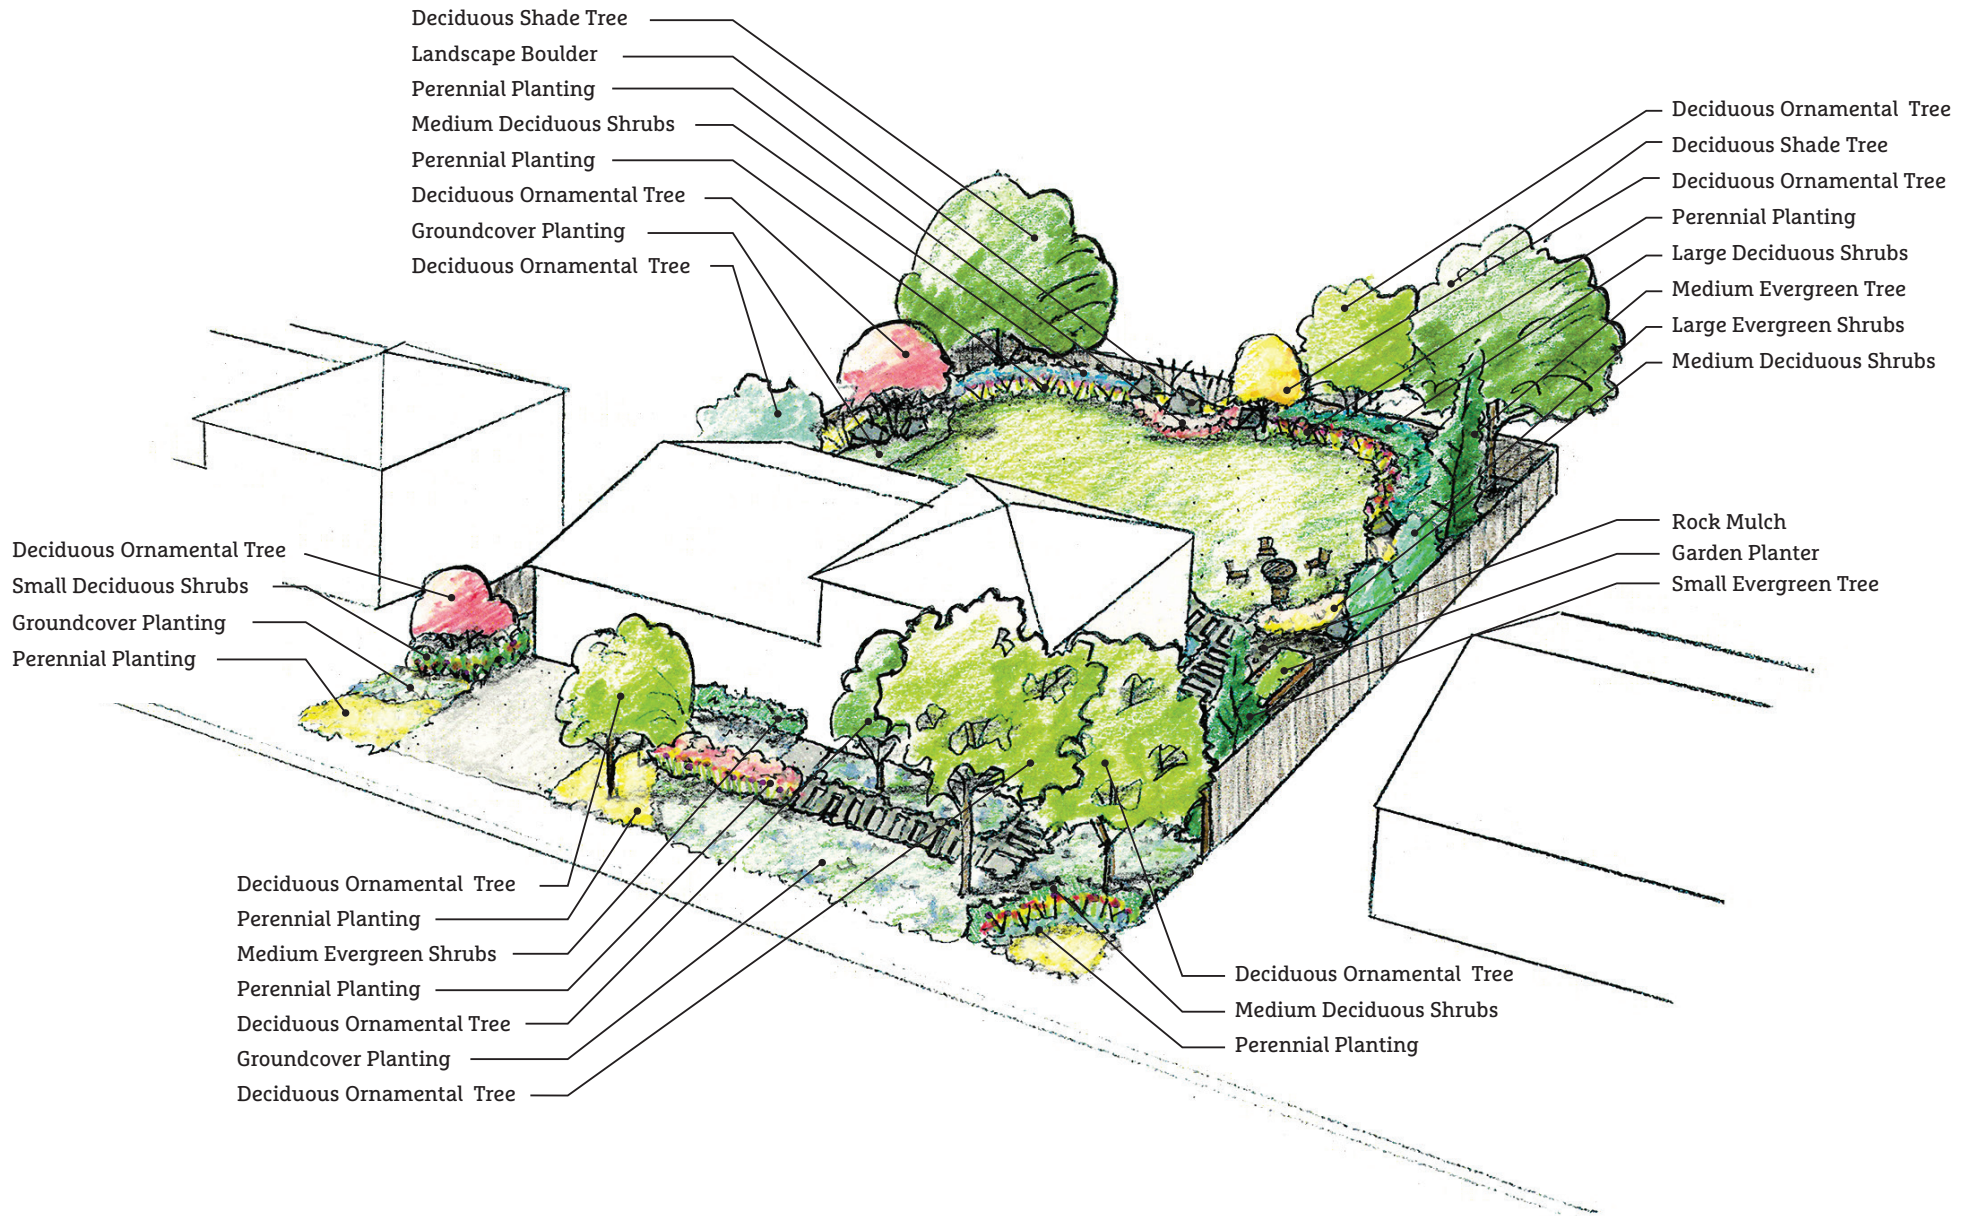 Deciduous Shade Tree
Landscape Boulder
Perennial Planting
Medium Deciduous Shrubs
Perennial Planting
Deciduous Ornamental Tree
Groundcover Planting
Deciduous Ornamental Tree
Deciduous Ornamental Tree
Deciduous Shade Tree
Deciduous Ornamental Tree
Perennial Planting
Large Deciduous Shrubs
Medium Evergreen Tree
Large Evergreen Shrubs
Medium Deciduous Shrubs
Rock Mulch
Garden Planter
Small Evergreen Tree
Deciduous Ornamental Tree
Small Deciduous Shrubs
Groundcover Planting
Perennial Planting
Deciduous Ornamental Tree
Perennial Planting
Medium Evergreen Shrubs
Perennial Planting
Deciduous Ornamental Tree
Groundcover Planting
Deciduous Ornamental Tree
Deciduous Ornamental Tree
Medium Deciduous Shrubs
Perennial Planting